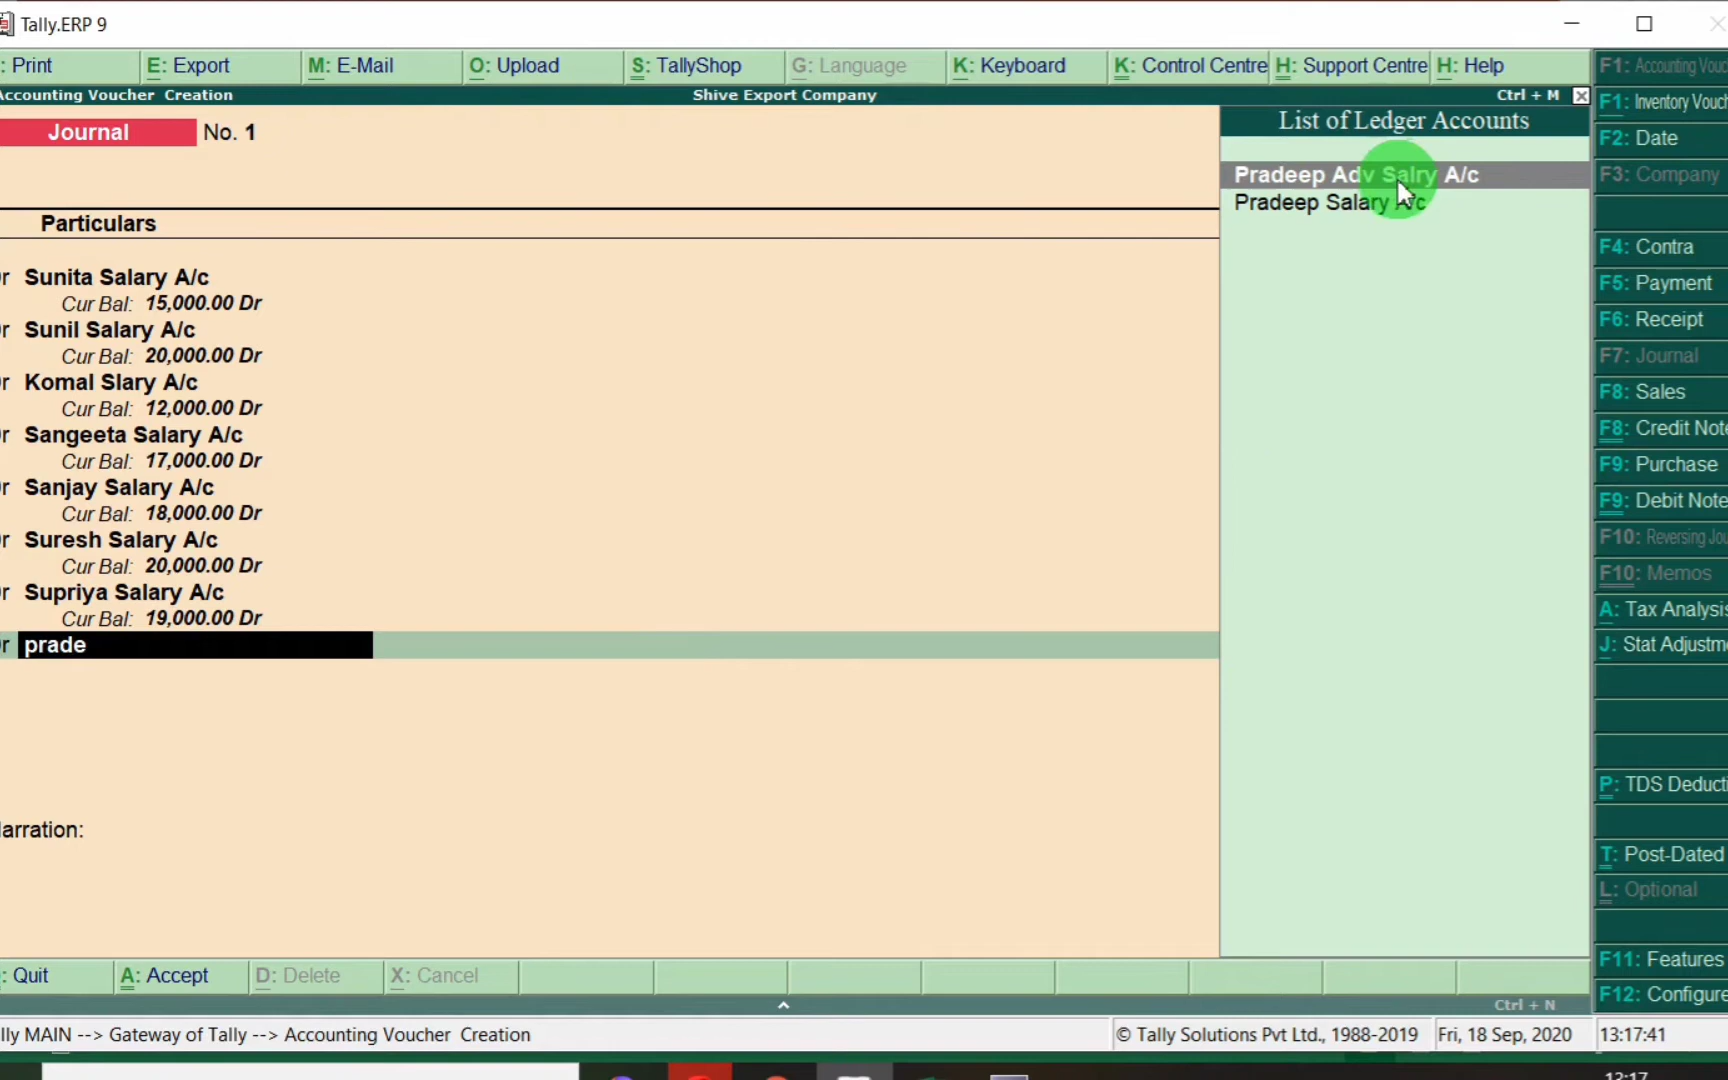 Tally.ERP 9
: Print E: Export M: E-Mail O: Upload S: TallyShop G: Language K: Keyboard K: Control Centre H: Support Centre H: Help
Accounting Voucher Creation Shive Export Company Ctrl + M
Journal No. 1
Particulars
Sunita Salary A/c
Cur Bal: 15,000.00 Dr
Sunil Salary A/c
Cur Bal: 20,000.00 Dr
Komal Slary A/c
Cur Bal: 12,000.00 Dr
Sangeeta Salary A/c
Cur Bal: 17,000.00 Dr
Sanjay Salary A/c
Cur Bal: 18,000.00 Dr
Suresh Salary A/c
Cur Bal: 20,000.00 Dr
Supriya Salary A/c
Cur Bal: 19,000.00 Dr
prade
arration:
List of Ledger Accounts
Pradeep Adv Salry A/c
Pradeep Salary A/c
F1: Accounting Vouc
F1: Inventory Vouch
F2: Date
F3: Company
F4: Contra
F5: Payment
F6: Receipt
F7: Journal
F8: Sales
F8: Credit Note
F9: Purchase
F9: Debit Note
F10: Reversing Jou
F10: Memos
A: Tax Analysis
J: Stat Adjustme
P: TDS Deducti
T: Post-Dated
L: Optional
F11: Features
F12: Configure
: Quit A: Accept D: Delete X: Cancel
Ctrl + N
lly MAIN --> Gateway of Tally --> Accounting Voucher Creation © Tally Solutions Pvt Ltd., 1988-2019 Fri, 18 Sep, 2020 13:17:41
13:17